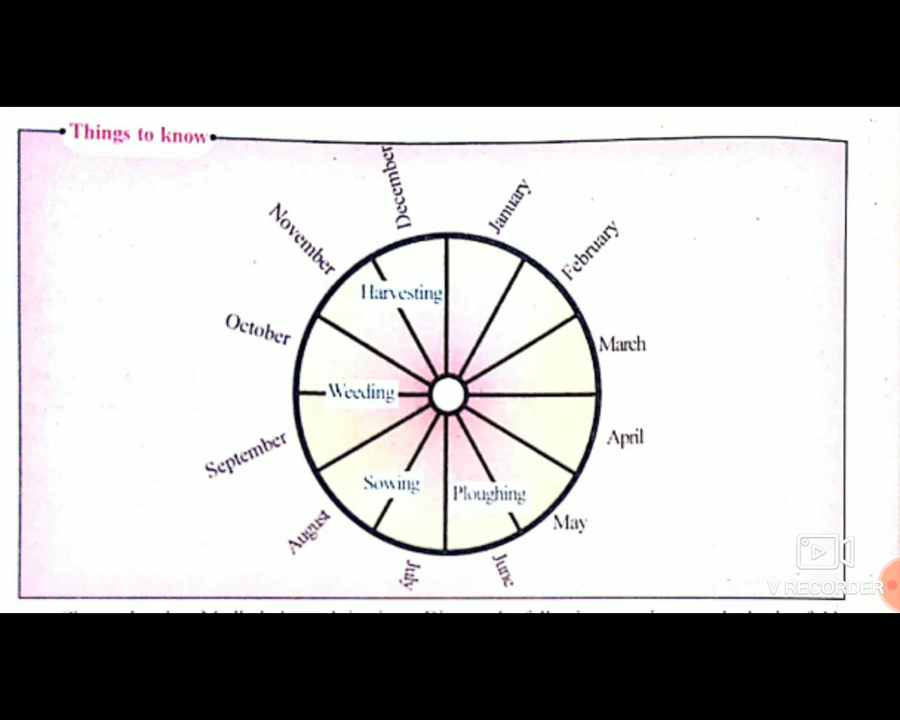 Things to know
December
January
November
February
Harvesting
October
March
Weeding
September
April
Sowing
Ploughing
August
May
July
June
V RECORDER